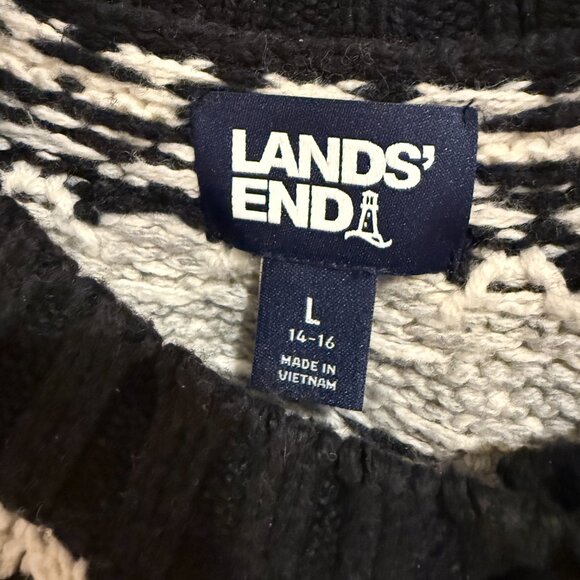 LANDS'
END
L
14-16
MADE IN
VIETNAM